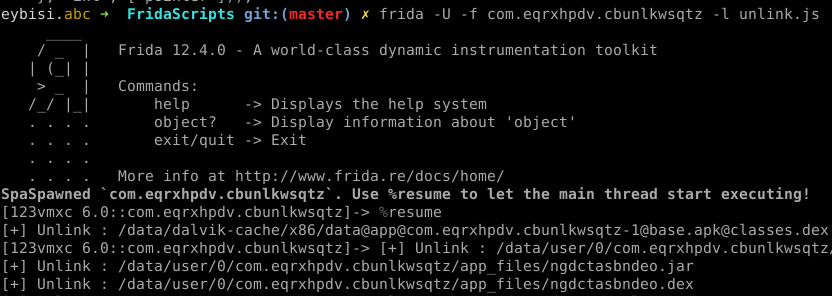 eybisi.abc → FridaScripts git:(master) ✗ frida -U -f com.eqrxhpdv.cbunlkwsqtz -l unlink.js
____
/ _ | Frida 12.4.0 - A world-class dynamic instrumentation toolkit
| (_| |
> _ | Commands:
/_/ |_| help -> Displays the help system
. . . . object? -> Display information about 'object'
. . . . exit/quit -> Exit
. . . .
. . . . More info at http://www.frida.re/docs/home/
SpaSpawned `com.eqrxhpdv.cbunlkwsqtz`. Use %resume to let the main thread start executing!
[123vmxc 6.0::com.eqrxhpdv.cbunlkwsqtz]-> %resume
[+] Unlink : /data/dalvik-cache/x86/data@app@com.eqrxhpdv.cbunlkwsqtz-1@base.apk@classes.dex
[123vmxc 6.0::com.eqrxhpdv.cbunlkwsqtz]-> [+] Unlink : /data/user/0/com.eqrxhpdv.cbunlkwsqtz/
[+] Unlink : /data/user/0/com.eqrxhpdv.cbunlkwsqtz/app_files/ngdctasbndeo.jar
[+] Unlink : /data/user/0/com.eqrxhpdv.cbunlkwsqtz/app_files/ngdctasbndeo.dex